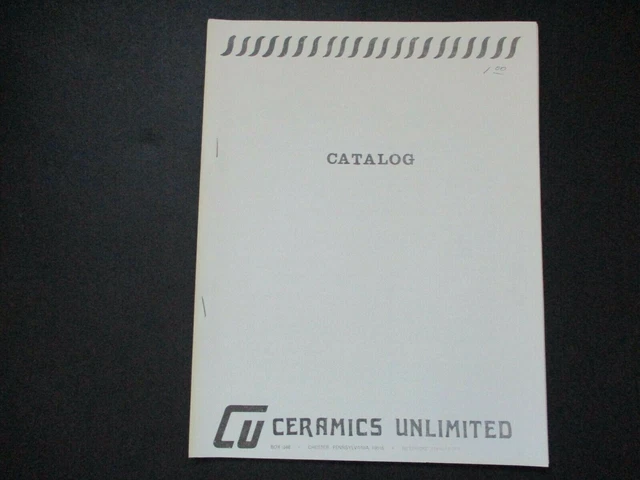 1 00
CATALOG
CU CERAMICS UNLIMITED